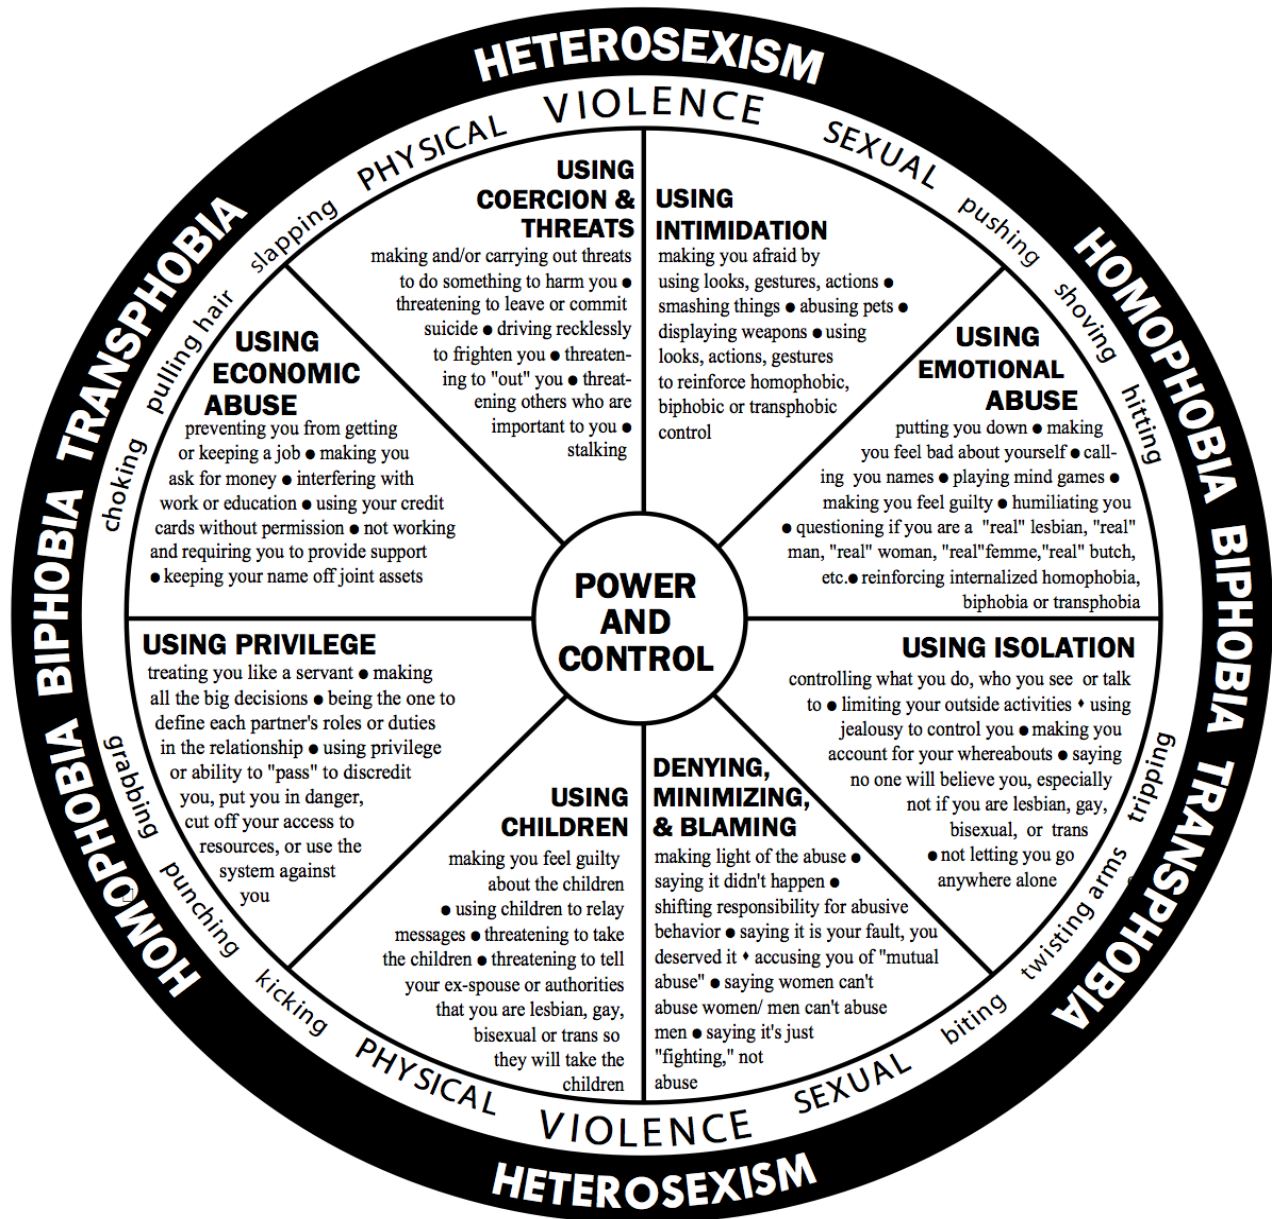 HETEROSEXISM
HOMOPHOBIA
BIPHOBIA
TRANSPHOBIA
HETEROSEXISM
HOMOPHOBIA
BIPHOBIA
TRANSPHOBIA
PHYSICAL VIOLENCE SEXUAL
pushing
shoving
hitting
tripping
twisting arms
biting
PHYSICAL VIOLENCE SEXUAL
kicking
punching
grabbing
choking
pulling hair
slapping
POWER
AND
CONTROL
USING
COERCION &
THREATS
making and/or carrying out threats
to do something to harm you ●
threatening to leave or commit
suicide ● driving recklessly
to frighten you ● threaten-
ing to "out" you ● threat-
ening others who are
important to you ●
stalking
USING
INTIMIDATION
making you afraid by
using looks, gestures, actions ●
smashing things ● abusing pets ●
displaying weapons ● using
looks, actions, gestures
to reinforce homophobic,
biphobic or transphobic
control
USING
EMOTIONAL
ABUSE
putting you down ● making
you feel bad about yourself ● call-
ing you names ● playing mind games ●
making you feel guilty ● humiliating you
● questioning if you are a "real" lesbian, "real"
man, "real" woman, "real"femme,"real" butch,
etc.● reinforcing internalized homophobia,
biphobia or transphobia
USING ISOLATION
controlling what you do, who you see or talk
to ● limiting your outside activities ♦ using
jealousy to control you ● making you
account for your whereabouts ● saying
no one will believe you, especially
not if you are lesbian, gay,
bisexual, or trans
● not letting you go
anywhere alone
DENYING,
MINIMIZING,
& BLAMING
making light of the abuse ●
saying it didn't happen ●
shifting responsibility for abusive
behavior ● saying it is your fault, you
deserved it ♦ accusing you of "mutual
abuse" ● saying women can't
abuse women/ men can't abuse
men ● saying it's just
"fighting," not
abuse
USING
CHILDREN
making you feel guilty
about the children
● using children to relay
messages ● threatening to take
the children ● threatening to tell
your ex-spouse or authorities
that you are lesbian, gay,
bisexual or trans so
they will take the
children
USING PRIVILEGE
treating you like a servant ● making
all the big decisions ● being the one to
define each partner's roles or duties
in the relationship ● using privilege
or ability to "pass" to discredit
you, put you in danger,
cut off your access to
resources, or use the
system against
you
USING
ECONOMIC
ABUSE
preventing you from getting
or keeping a job ● making you
ask for money ● interfering with
work or education ● using your credit
cards without permission ● not working
and requiring you to provide support
● keeping your name off joint assets